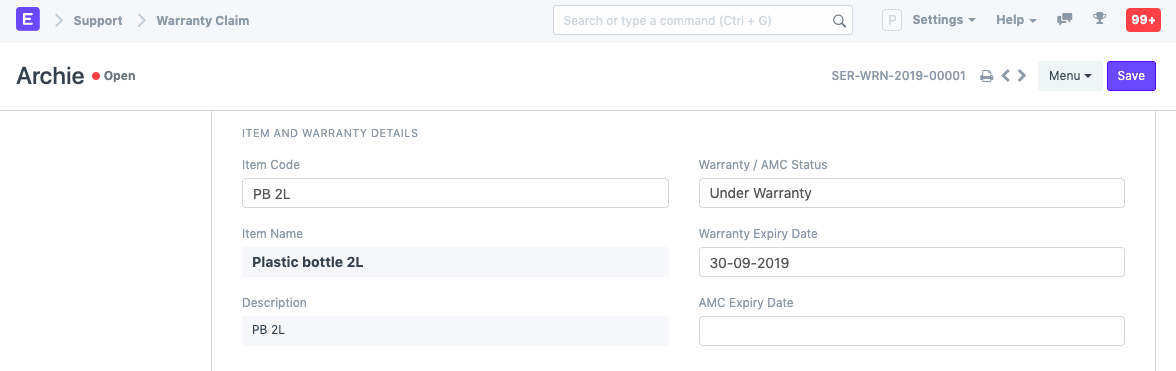 E Support Warranty Claim Search or type a command (Ctrl + G) P Settings Help 99+
Archie Open SER-WRN-2019-00001 Menu Save
ITEM AND WARRANTY DETAILS
Item Code Warranty / AMC Status
PB 2L Under Warranty
Item Name Warranty Expiry Date
Plastic bottle 2L 30-09-2019
Description AMC Expiry Date
PB 2L